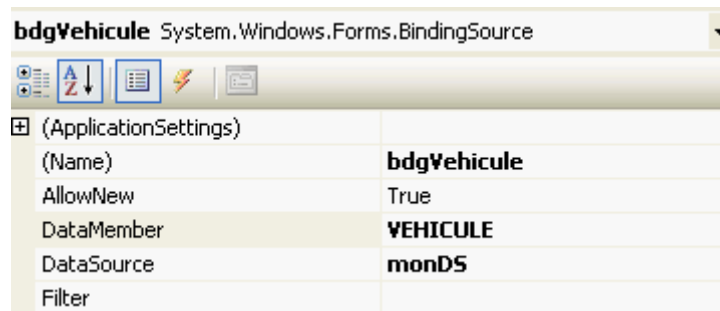 bdgVehicule System.Windows.Forms.BindingSource
(ApplicationSettings)
(Name) bdgVehicule
AllowNew True
DataMember VEHICULE
DataSource monDS
Filter